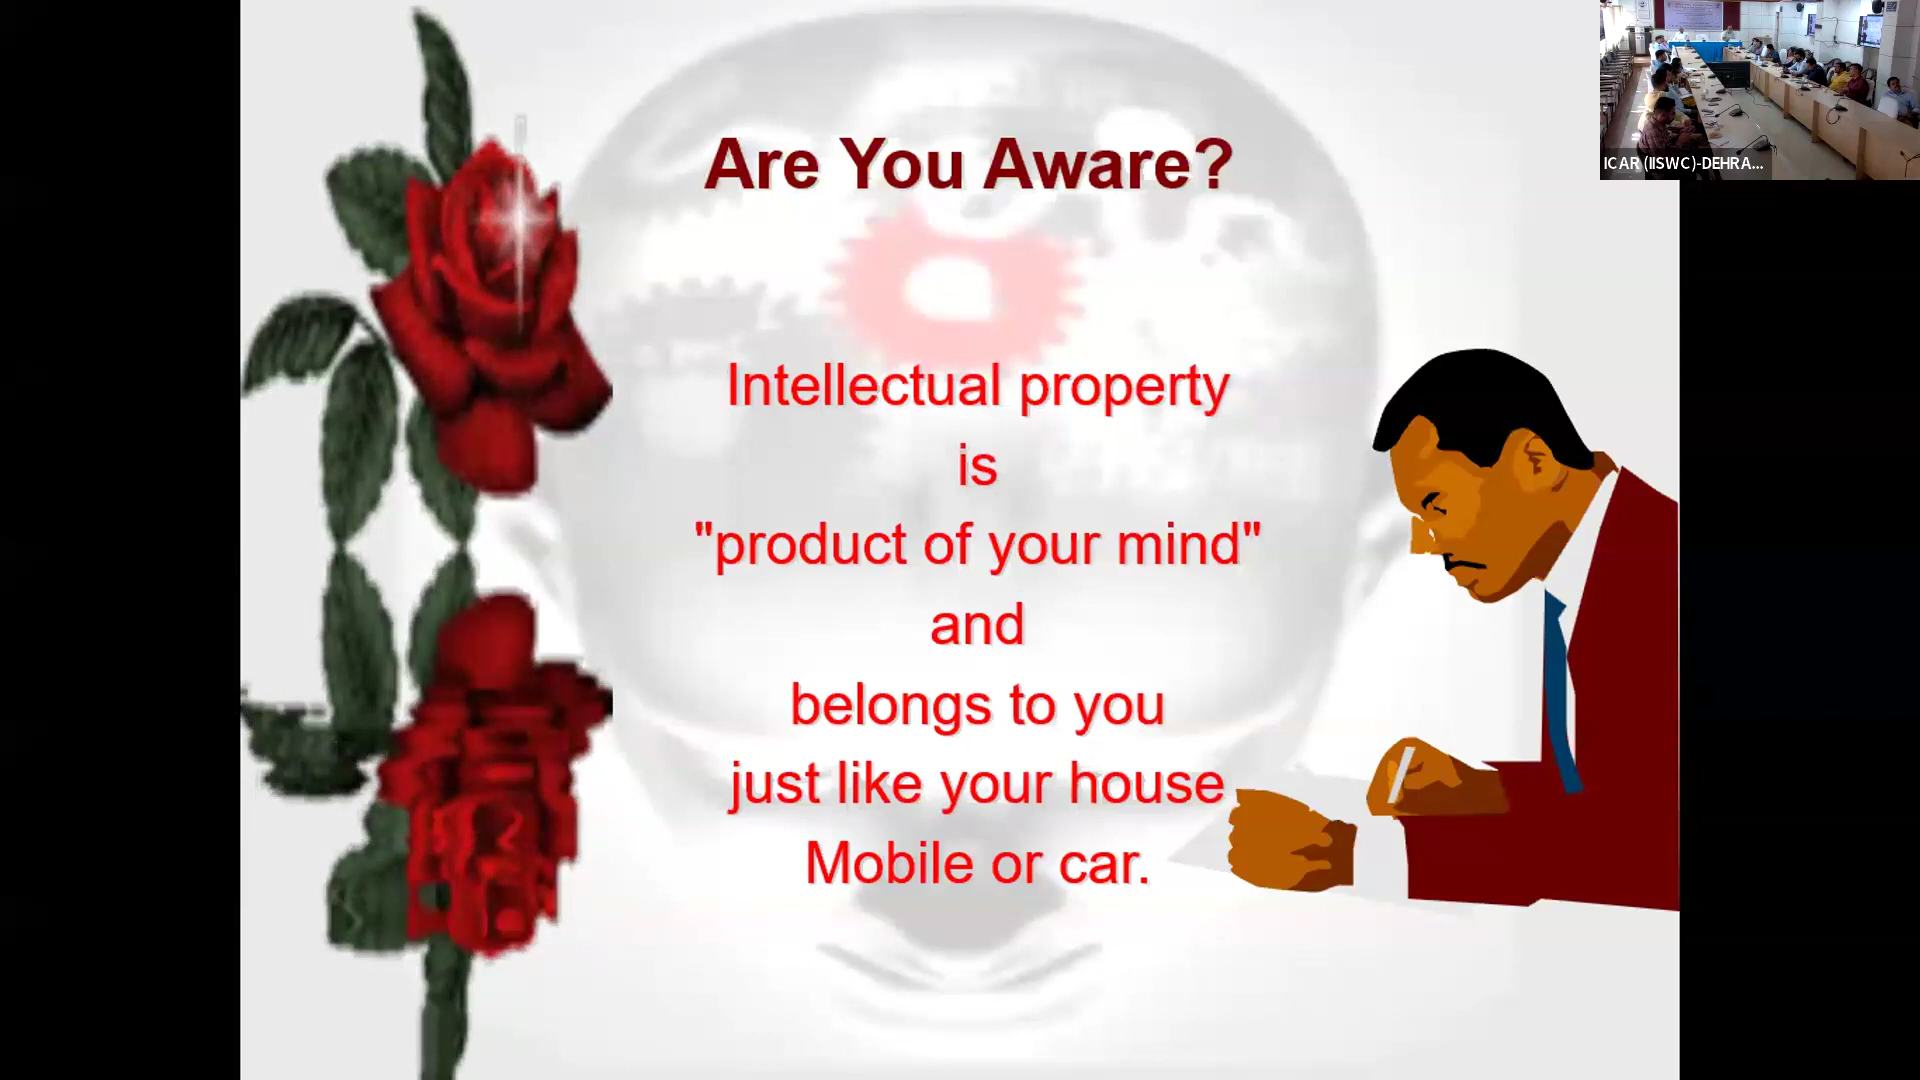 Are You Aware?
Intellectual property
is
"product of your mind"
and
belongs to you
just like your house
Mobile or car.
ICAR (IISWC)-DEHRA...